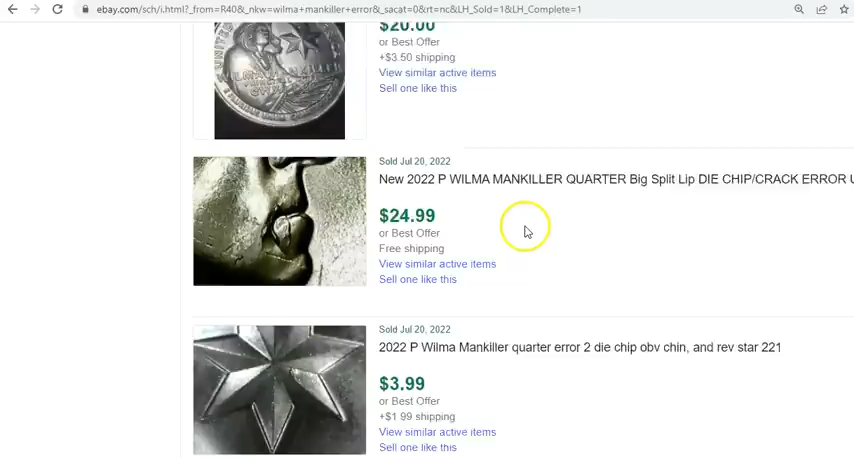 ebay.com/sch/i.html?_from=R40&_nkw=wilma+mankiller+error&_sacat=0&rt=nc&LH_Sold=1&LH_Complete=1
$20.00
or Best Offer
+$3.50 shipping
View similar active items
Sell one like this
UNITED
WILMA MANKILLER
Sold Jul 20, 2022
New 2022 P WILMA MANKILLER QUARTER Big Split Lip DIE CHIP/CRACK ERROR U
$24.99
or Best Offer
Free shipping
View similar active items
Sell one like this
Sold Jul 20, 2022
2022 P Wilma Mankiller quarter error 2 die chip obv chin, and rev star 221
$3.99
or Best Offer
+$1.99 shipping
View similar active items
Sell one like this